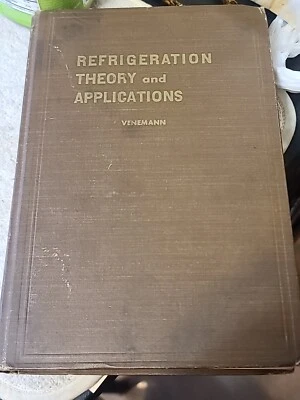 REFRIGERATION
THEORY and
APPLICATIONS
VENEMANN